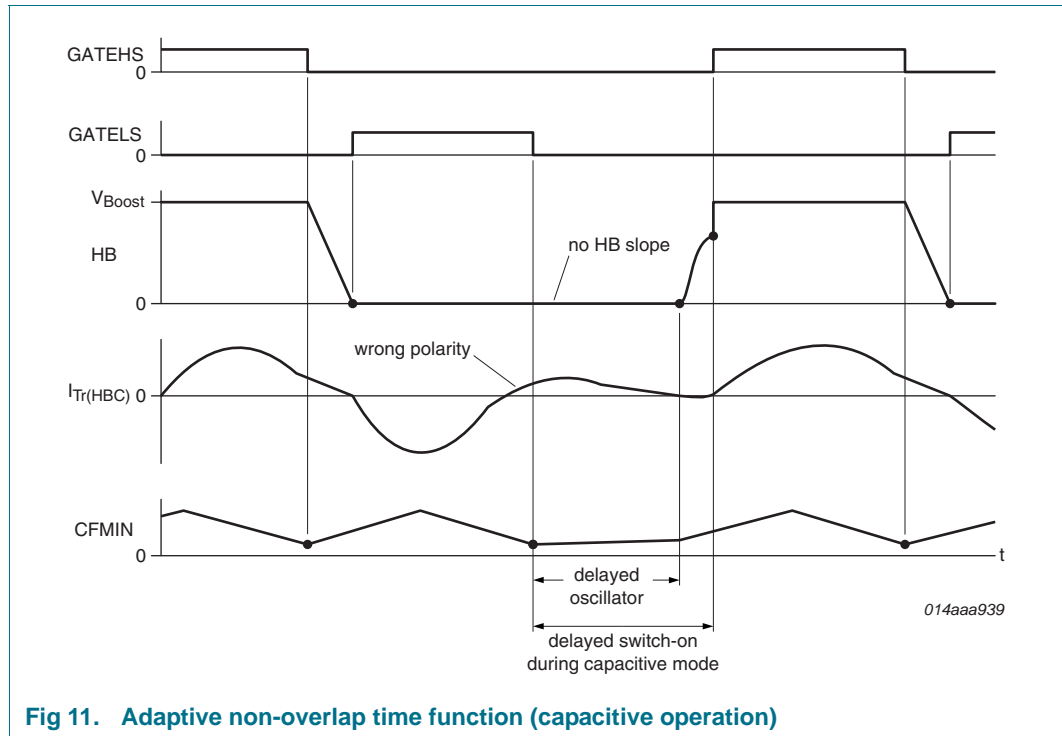 GATEHS
0
GATELS
0
VBoost
HB
no HB slope
0
wrong polarity
ITr(HBC) 0
CFMIN
0
t
delayed
oscillator
014aaa939
delayed switch-on
during capacitive mode
Fig 11. Adaptive non-overlap time function (capacitive operation)